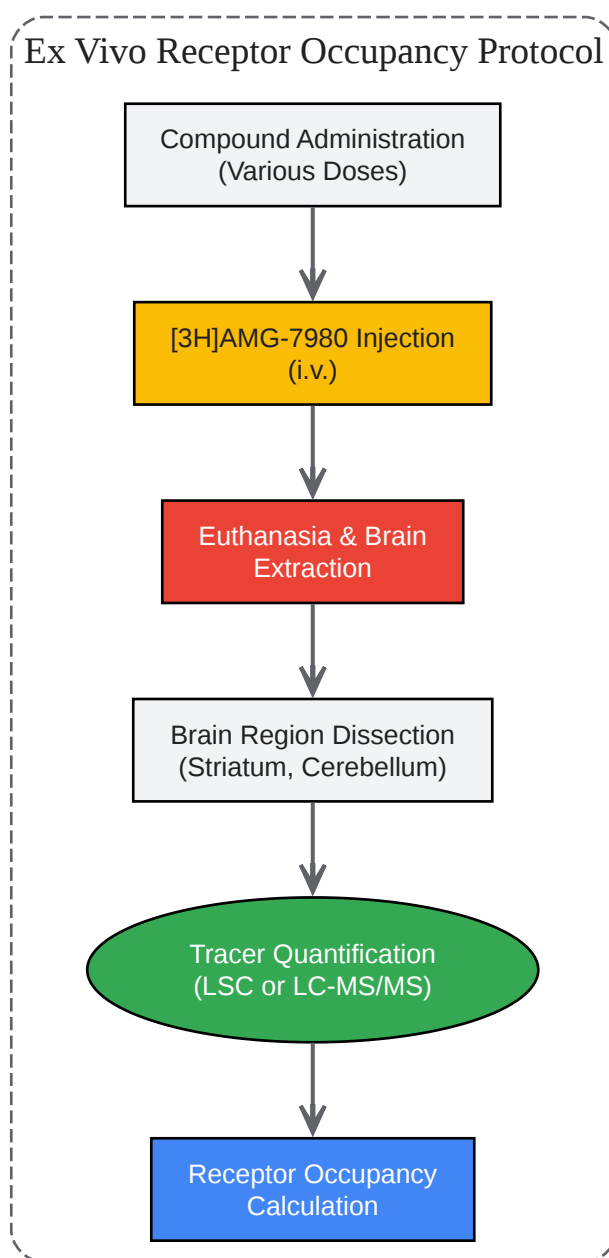 Ex Vivo Receptor Occupancy Protocol
Compound Administration
(Various Doses)
[3H]AMG-7980 Injection
(i.v.)
Euthanasia & Brain
Extraction
Brain Region Dissection
(Striatum, Cerebellum)
Tracer Quantification
(LSC or LC-MS/MS)
Receptor Occupancy
Calculation